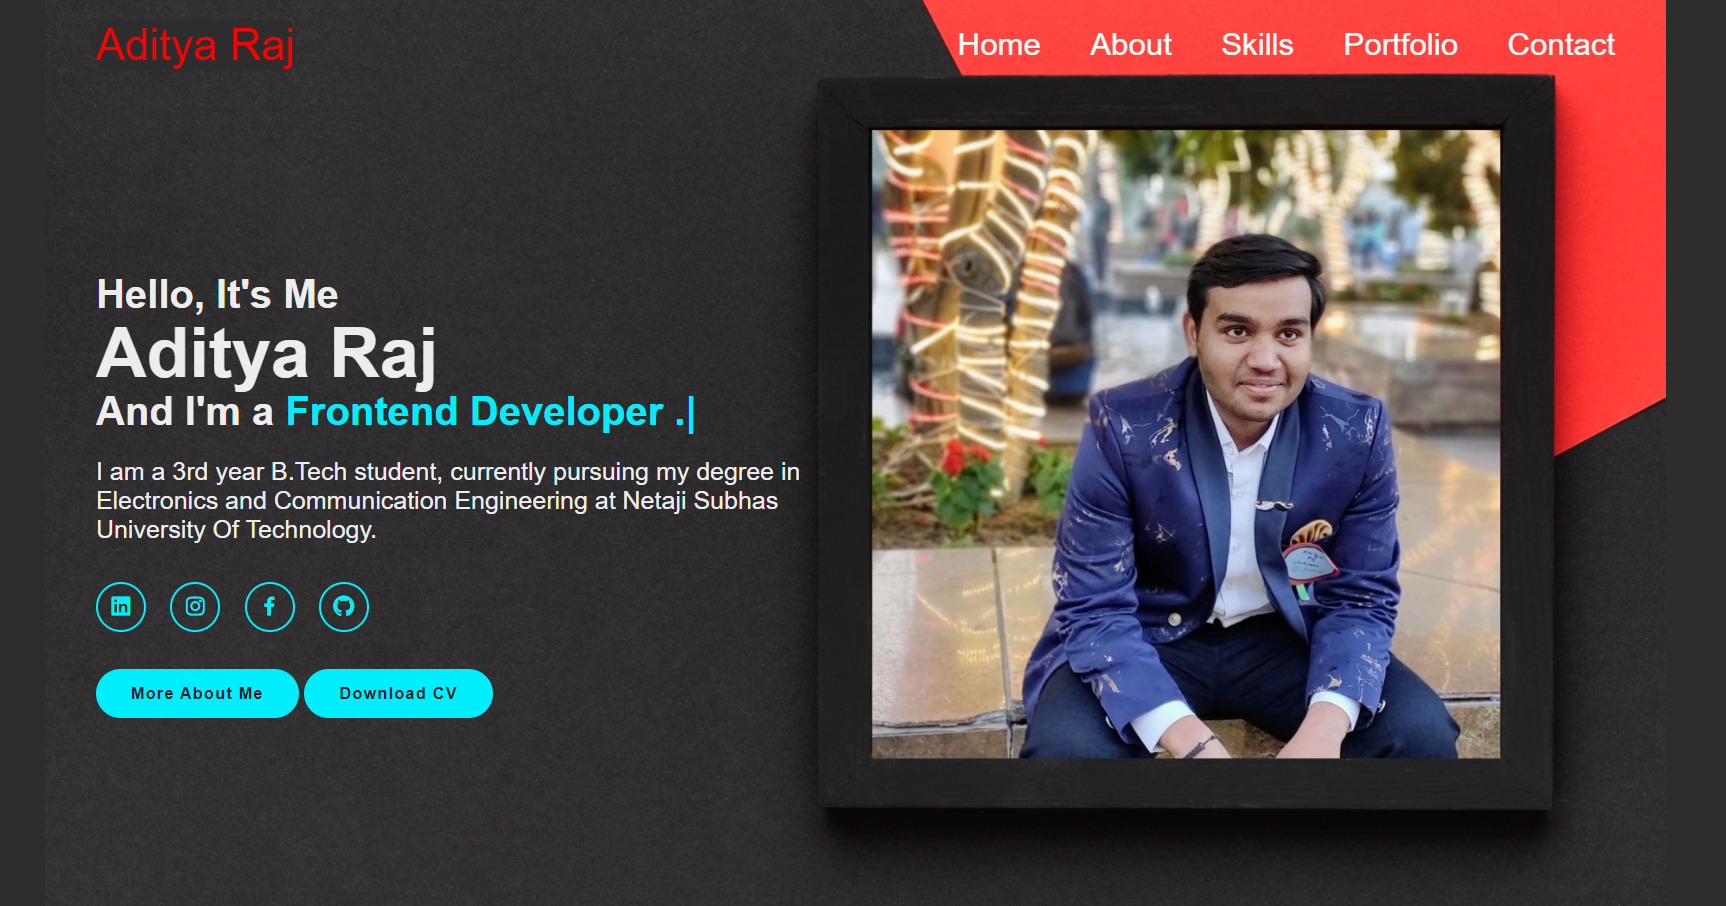 Aditya Raj
Home About Skills Portfolio Contact
Hello, It's Me
Aditya Raj
And I'm a Frontend Developer .|
I am a 3rd year B.Tech student, currently pursuing my degree in
Electronics and Communication Engineering at Netaji Subhas
University Of Technology.
More About Me Download CV